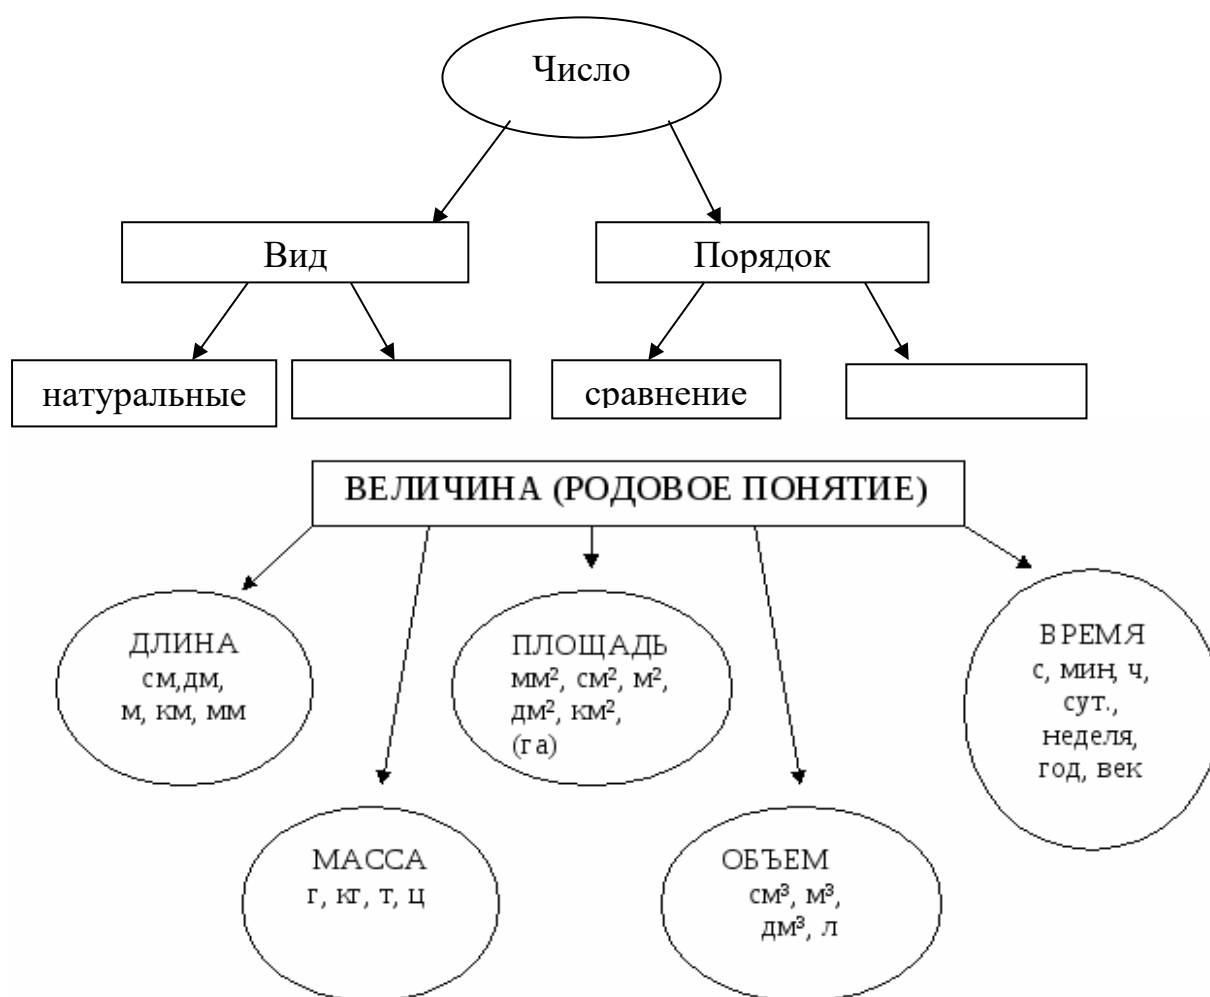 Число
Вид
Порядок
натуральные
сравнение
ВЕЛИЧИНА (РОДОВОЕ ПОНЯТИЕ)
ДЛИНА
см,дм,
м, км, мм
ПЛОЩАДЬ
мм², см², м²,
дм², км²,
(га)
ВРЕМЯ
с, мин, ч,
сут.,
неделя,
год, век
МАССА
г, кг, т, ц
ОБЪЕМ
см³, м³,
дм³, л